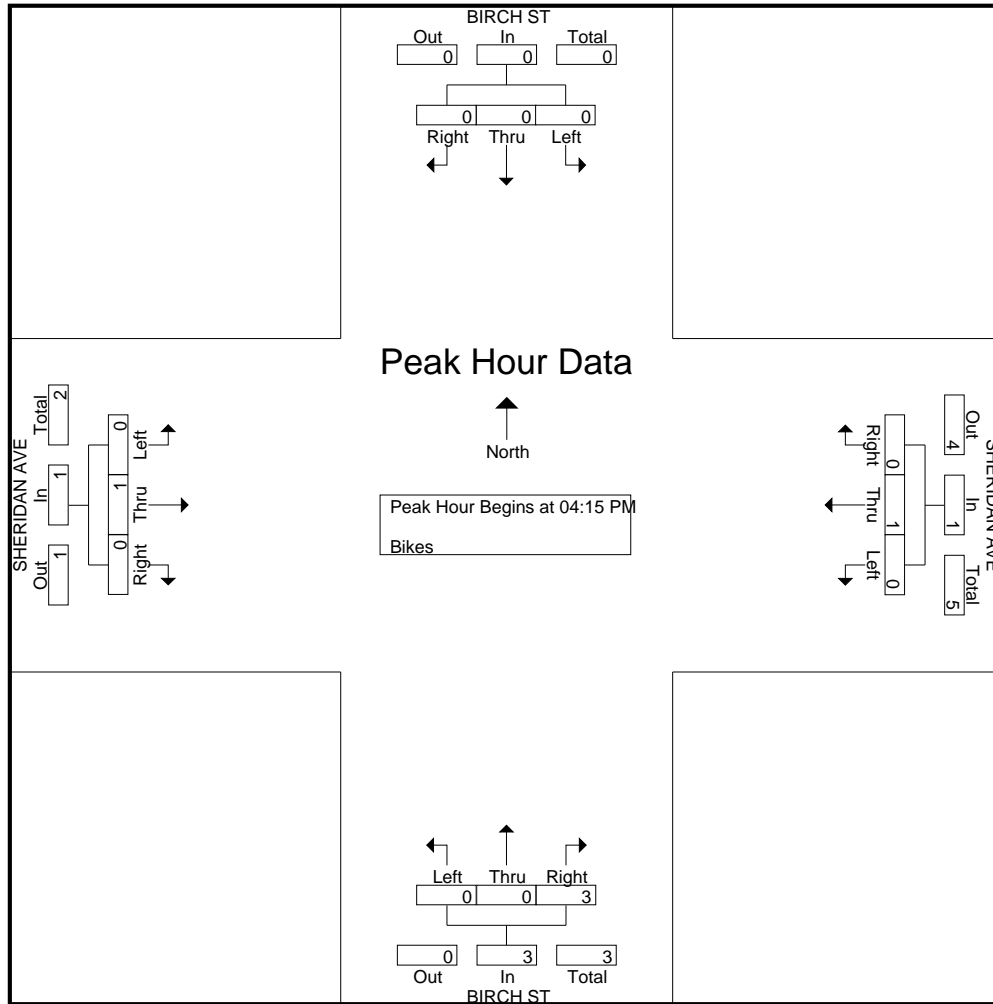 BIRCH ST
Out In Total
0 0 0
0 0 0
Right Thru Left
Peak Hour Data
North
Peak Hour Begins at 04:15 PM
Bikes
SHERIDAN AVE
Out In Total
1 1 2
0 1 0
Right Thru Left
SHERIDAN AVE
Out In Total
4 1 5
0 1 0
Right Thru Left
Left Thru Right
0 0 3
0 3 3
Out In Total
BIRCH ST